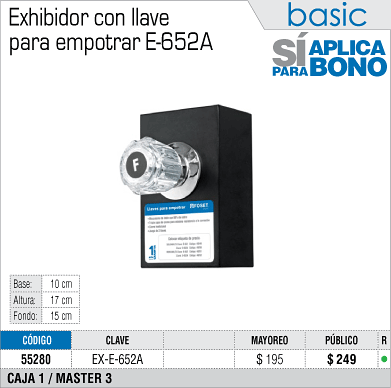 Exhibidor con llave
para empotrar E-652A
basic
SÍ APLICA
PARA BONO
F
Llaves para empotrar FOSET
Base: 10 cm
Altura: 17 cm
Fondo: 15 cm
CÓDIGO CLAVE MAYOREO PÚBLICO R
55280 EX-E-652A $ 195 $ 249
CAJA 1 / MASTER 3